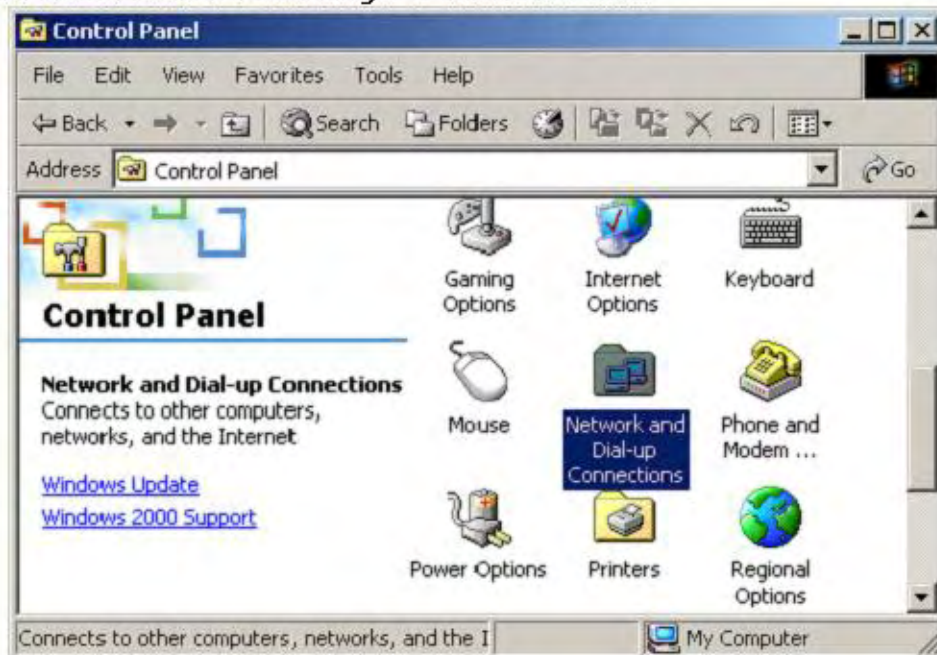 Control Panel
File Edit View Favorites Tools Help
Back Search Folders
Address Control Panel Go
Control Panel
Network and Dial-up Connections
Connects to other computers,
networks, and the Internet
Windows Update
Windows 2000 Support
Gaming
Options
Internet
Options
Keyboard
Mouse
Network and
Dial-up
Connections
Phone and
Modem ...
Power Options
Printers
Regional
Options
Connects to other computers, networks, and the I
My Computer